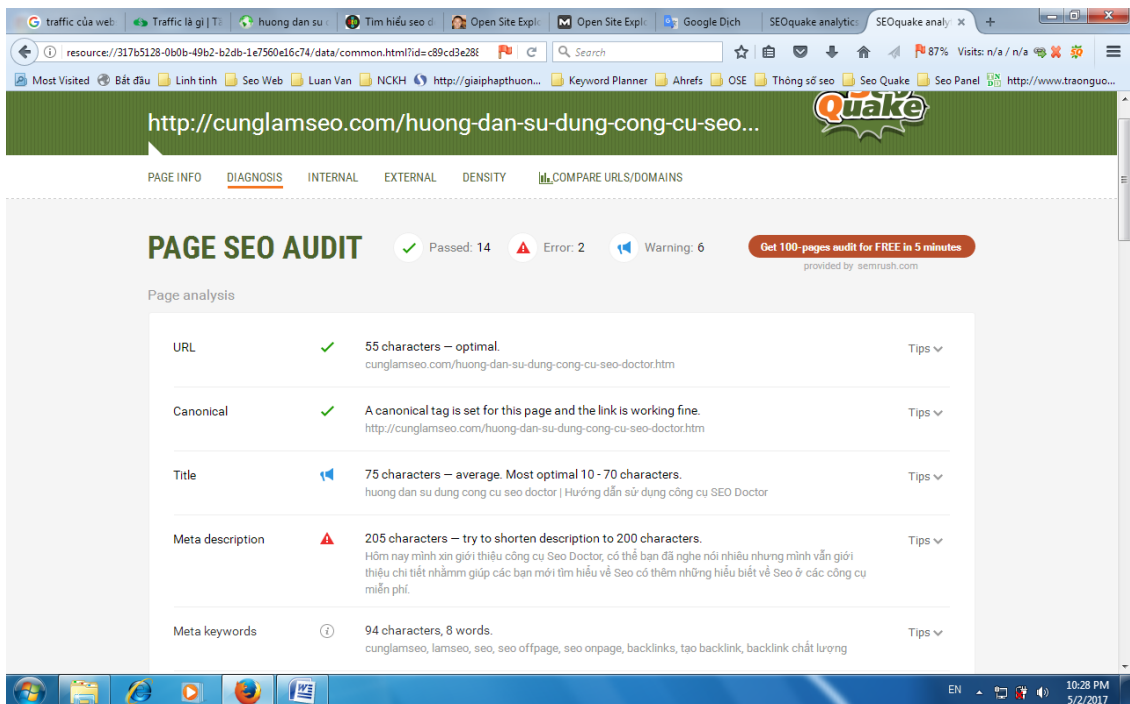 traffic của web
Traffic là gì | Tì
huong dan su c
Tim hiểu seo d
Open Site Explo
Open Site Explo
Google Dịch
SEOquake analytics
SEOquake analy
resource://317b5128-0b0b-49b2-b2db-1e7560e16c74/data/common.html?id=c89cd3e28
Search
87% Visits: n/a / n/a
Most Visited Bắt đầu Linh tinh Seo Web Luan Van NCKH http://giaiphapthuon... Keyword Planner Ahrefs OSE Thông số seo Seo Quake Seo Panel http://www.traonguo...
http://cunglamseo.com/huong-dan-su-dung-cong-cu-seo...
Quake
PAGE INFO DIAGNOSIS INTERNAL EXTERNAL DENSITY COMPARE URLS/DOMAINS
PAGE SEO AUDIT Passed: 14 Error: 2 Warning: 6 Get 100-pages audit for FREE in 5 minutes
provided by semrush.com
Page analysis
URL 55 characters — optimal. Tips
cunglamseo.com/huong-dan-su-dung-cong-cu-seo-doctor.htm
Canonical A canonical tag is set for this page and the link is working fine. Tips
http://cunglamseo.com/huong-dan-su-dung-cong-cu-seo-doctor.htm
Title 75 characters — average. Most optimal 10 - 70 characters. Tips
huong dan su dung cong cu seo doctor | Hướng dẫn sử dụng công cụ SEO Doctor
Meta description 205 characters — try to shorten description to 200 characters. Tips
Hôm nay mình xin giới thiệu công cụ Seo Doctor, có thể bạn đã nghe nói nhiêu nhưng mình vẫn giới
thiệu chi tiết nhằmm giúp các bạn mới tìm hiểu về Seo có thêm những hiểu biết về Seo ở các công cụ
miễn phí.
Meta keywords 94 characters, 8 words. Tips
cunglamseo, lamseo, seo, seo offpage, seo onpage, backlinks, tạo backlink, backlink chất lượng
EN 10:28 PM
5/2/2017